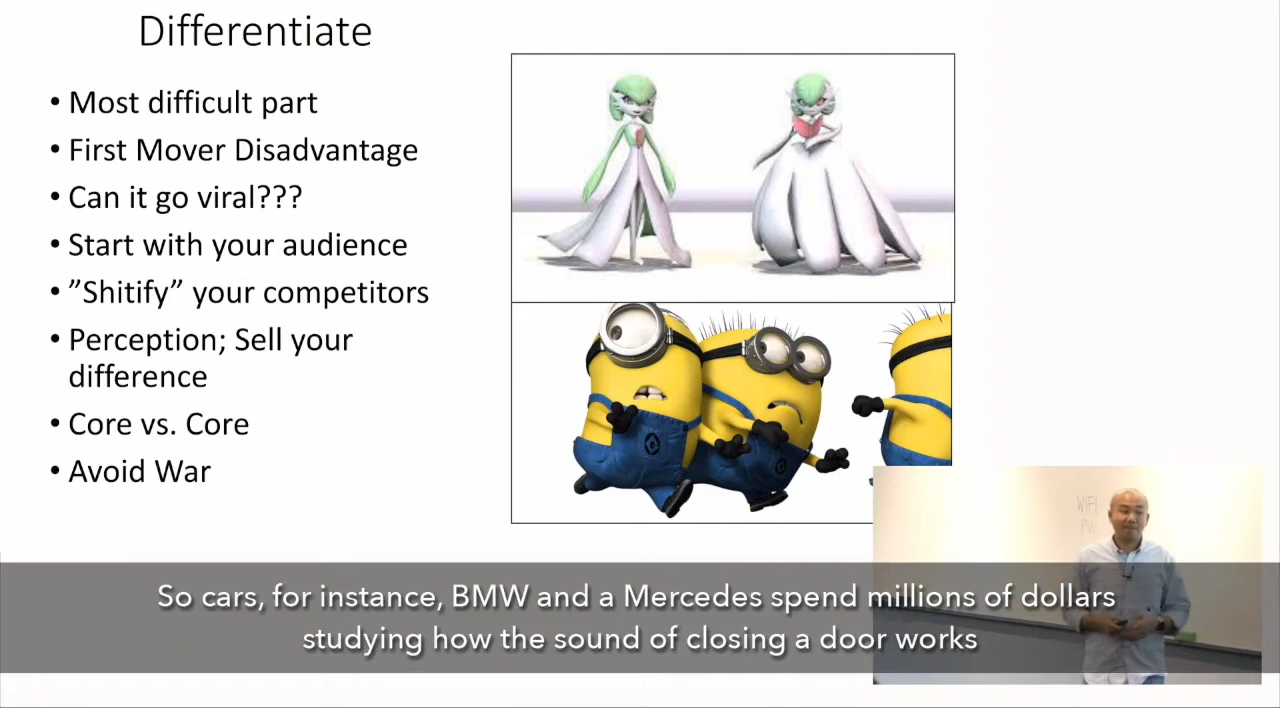 Differentiate
• Most difficult part
• First Mover Disadvantage
• Can it go viral???
• Start with your audience
• ”Shitify” your competitors
• Perception; Sell your
difference
• Core vs. Core
• Avoid War
WIFI
So cars, for instance, BMW and a Mercedes spend millions of dollars
studying how the sound of closing a door works